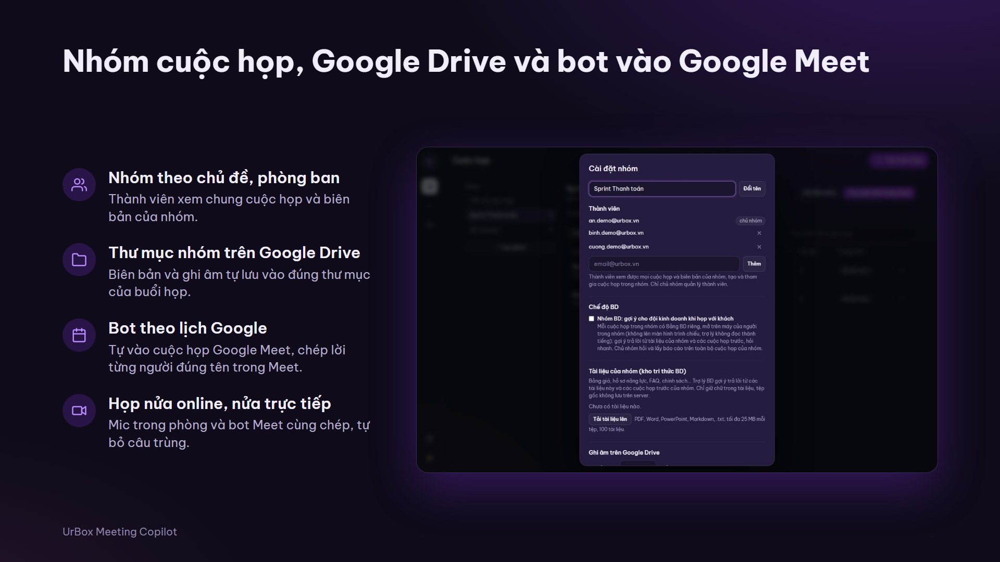 Nhóm cuộc họp, Google Drive và bot vào Google Meet
Nhóm theo chủ đề, phòng ban
Thành viên xem chung cuộc họp và biên
bản của nhóm.
Thư mục nhóm trên Google Drive
Biên bản và ghi âm tự lưu vào đúng thư mục
của buổi họp.
Bot theo lịch Google
Tự vào cuộc họp Google Meet, chép lời
từng người đúng tên trong Meet.
Họp nửa online, nửa trực tiếp
Mic trong phòng và bot Meet cùng chép, tự
bỏ câu trùng.
Cài đặt nhóm
Sprint Thanh toán
Đổi tên
Thành viên
an.demo@urbox.vn
chủ nhóm
binh.demo@urbox.vn
cuong.demo@urbox.vn
email@urbox.vn
Thêm
Thành viên xem được mọi cuộc họp và biên bản của nhóm, tạo và tham
gia cuộc họp trong nhóm. Chỉ chủ nhóm quản lý thành viên.
Chế độ BD
Nhóm BD: gợi ý cho đội kinh doanh khi họp với khách
Mỗi cuộc họp trong nhóm có Bảng BD riêng, mở trên máy của người
trong nhóm (không lên màn hình trình chiếu, trợ lý không đọc thành
tiếng): gợi ý trả lời từ tài liệu của nhóm và các cuộc họp trước, hỏi
nhanh. Chủ nhóm hỏi và lấy báo cáo trên toàn bộ cuộc họp của nhóm.
Tài liệu của nhóm (kho tri thức BD)
Bảng giá, hồ sơ năng lực, FAQ, chính sách... Trợ lý BD gợi ý trả lời từ các
tài liệu này và các cuộc họp trước của nhóm. Chỉ giữ chữ trong tài liệu, tệp
gốc không lưu trên server.
Chưa có tài liệu nào.
Tải tài liệu lên
PDF, Word, PowerPoint, Markdown, .txt; tối đa 25 MB mỗi
tệp, 100 tài liệu.
Ghi âm trên Google Drive
UrBox Meeting Copilot